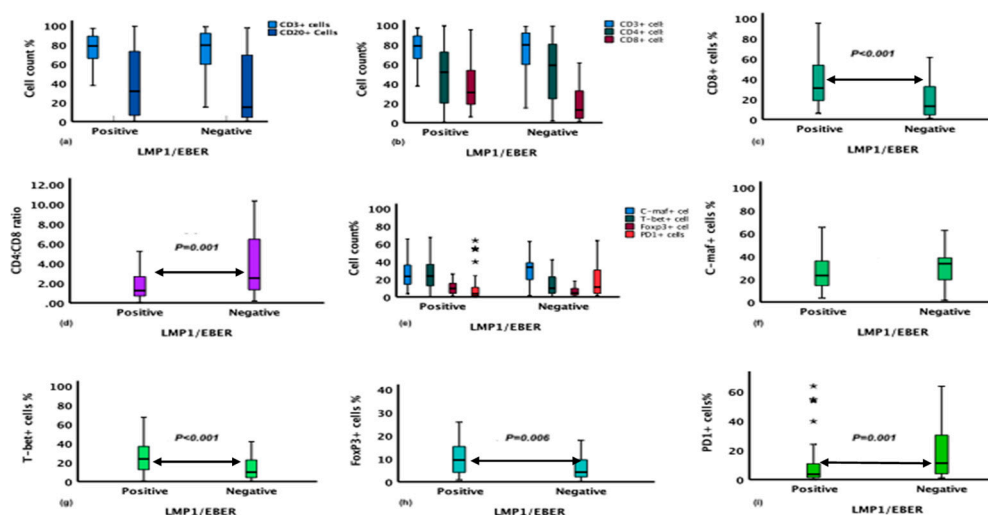 100
80
60
40
20
0
Cell count %
CD3+ cells
CD20+ Cells
Positive
Negative
(a)
LMP1/EBER
100
80
60
40
20
0
Cell count %
CD3+ cell
CD4+ cell
CD8+ cell
Positive
Negative
(b)
LMP1/EBER
100
80
60
40
20
0
CD8+ cells %
P<0.001
Positive
Negative
(c)
LMP1/EBER
12.00
10.00
8.00
6.00
4.00
2.00
.00
CD4:CD8 ratio
P=0.001
Positive
Negative
(d)
LMP1/EBER
100
80
60
40
20
0
Cell count%
C-maf+ cel
T-bet+ cell
Foxp3+ cel
PD1+ cells
Positive
Negative
(e)
LMP1/EBER
100
80
60
40
20
0
C-maf+ cells %
Positive
Negative
(f)
LMP1/EBER
100
80
60
40
20
0
T-bet+ cells %
P<0.001
Positive
Negative
(g)
LMP1/EBER
40
30
20
10
0
FoxP3+ cells %
P=0.006
Positive
Negative
(h)
LMP1/EBER
60
40
20
0
PD1+ cells%
P=0.001
Positive
Negative
(i)
LMP1/EBER